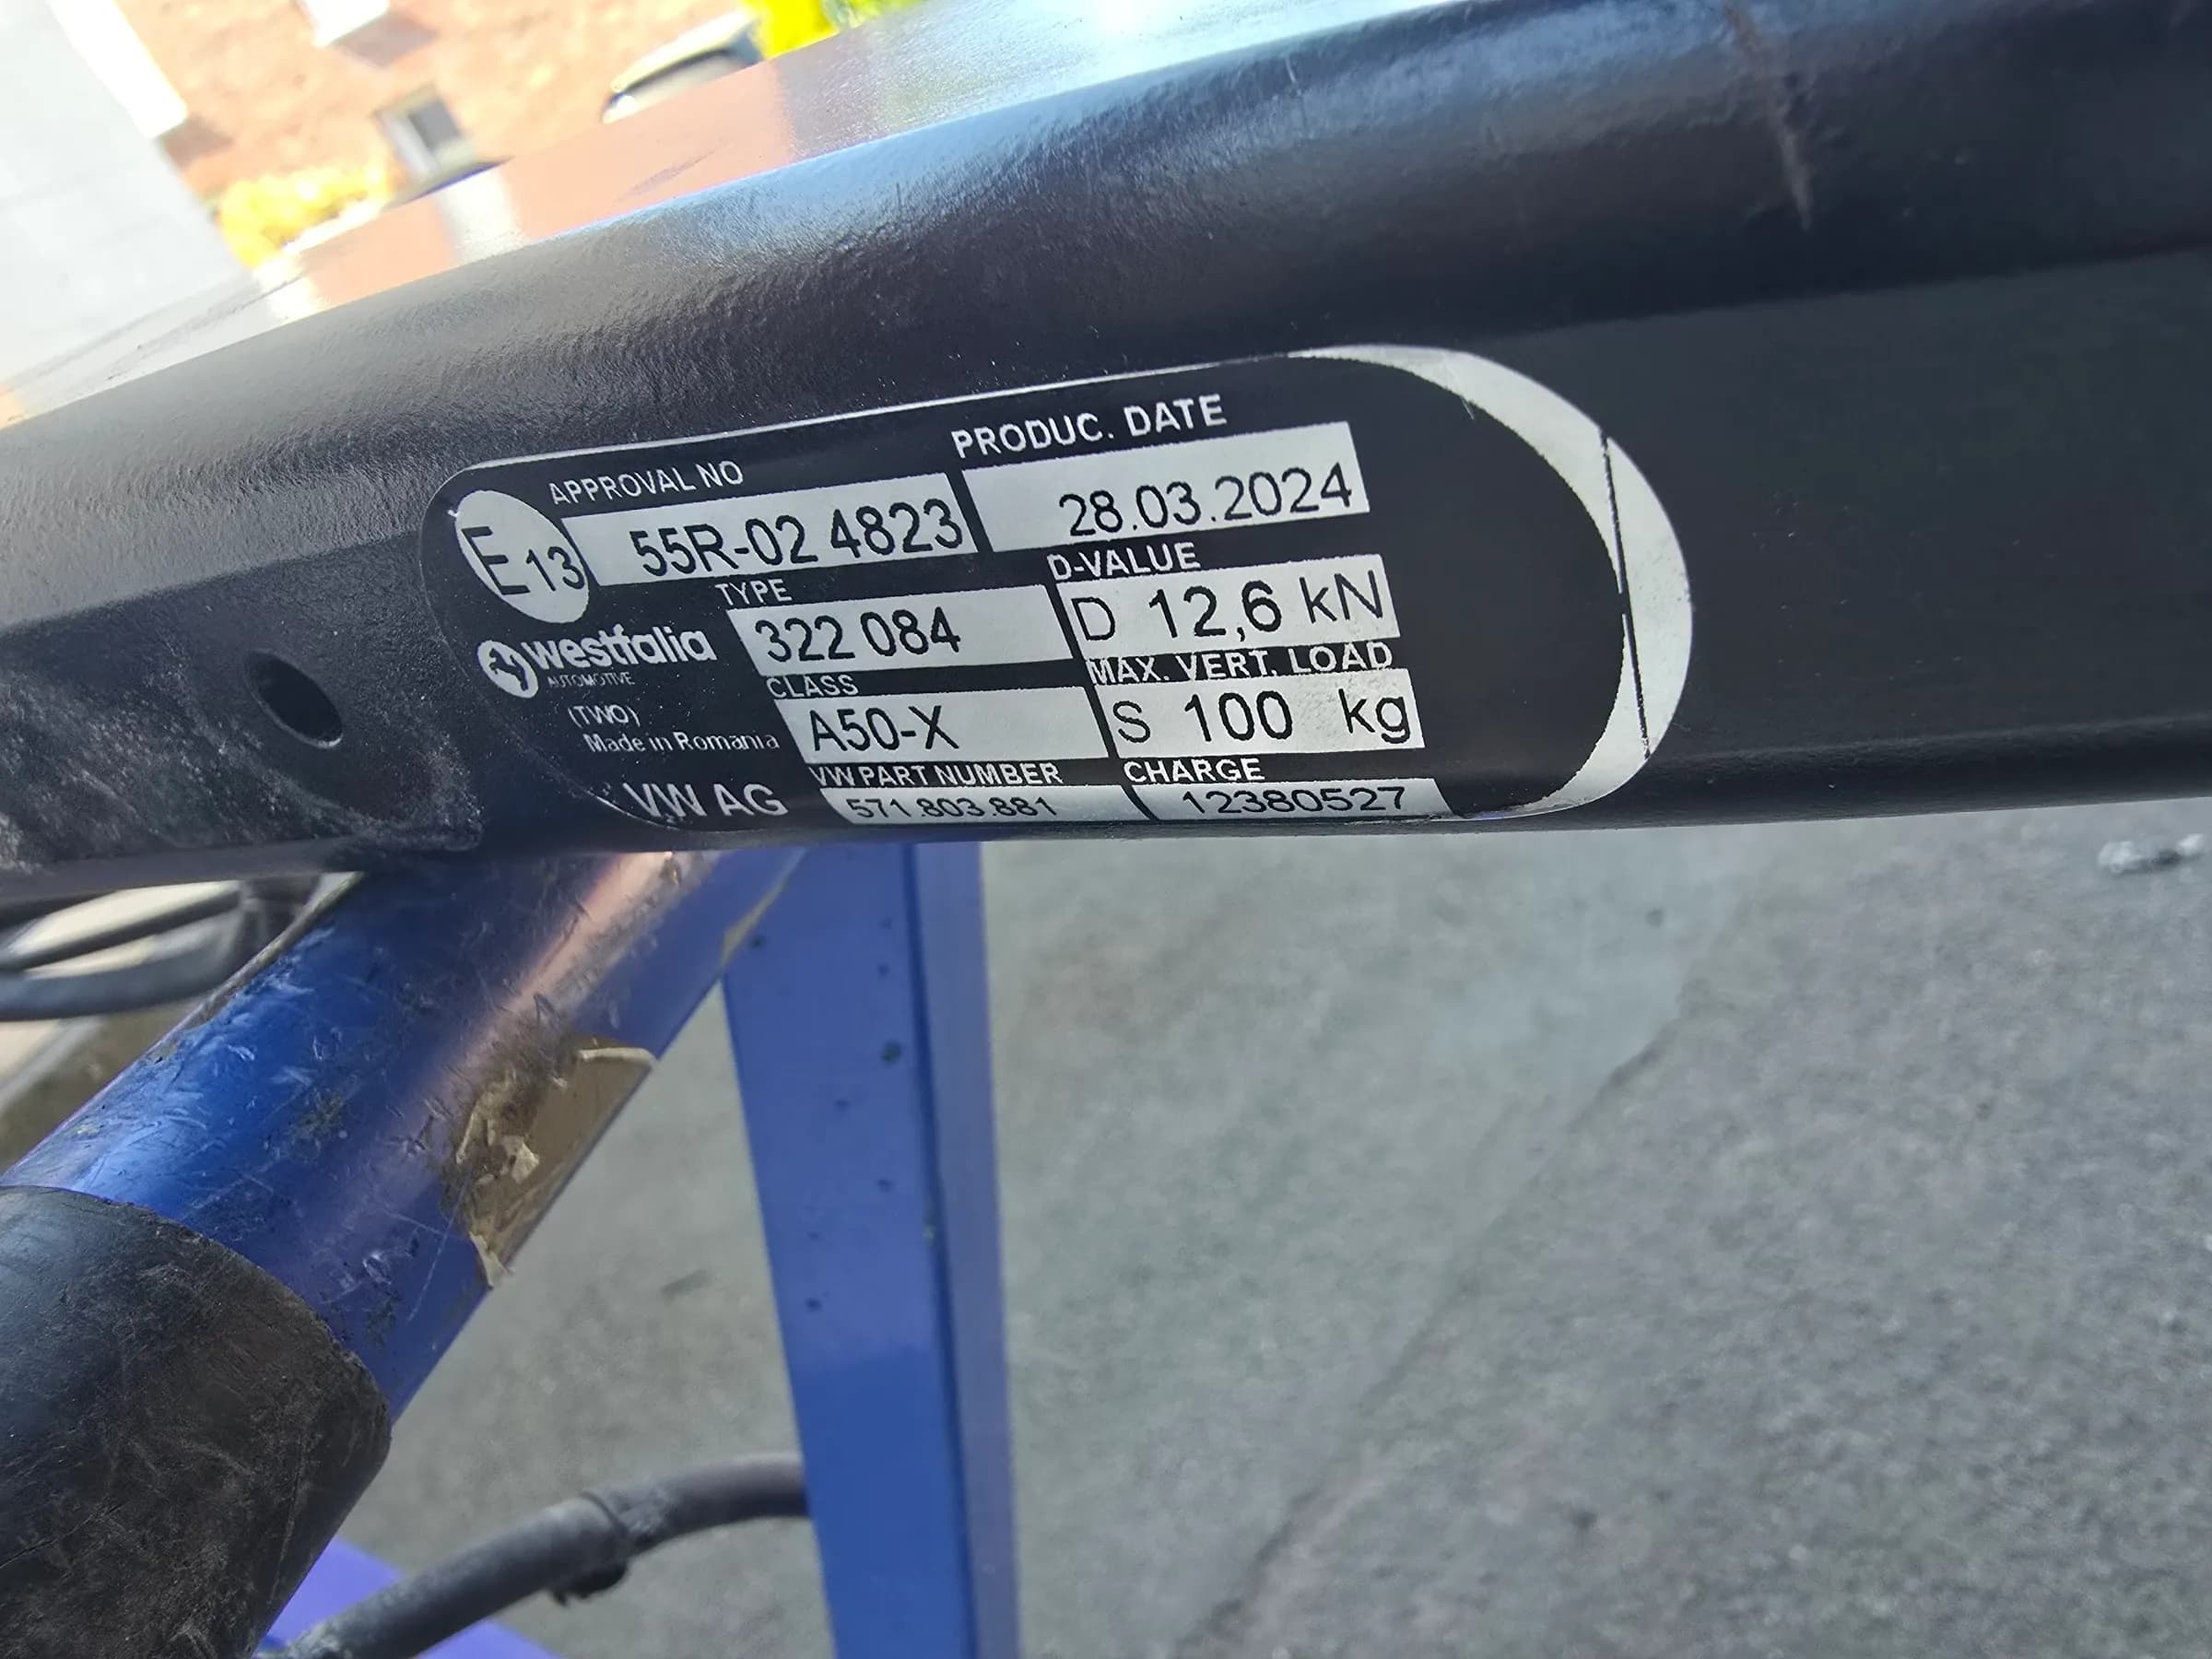 APPROVAL NO PRODUC. DATE
E13 55R-02 4823 28.03.2024
TYPE D-VALUE
westfalia 322 084 D 12,6 kN
AUTOMOTIVE CLASS MAX. VERT. LOAD
(TWO) A50-X S 100 kg
Made in Romania
VW PART NUMBER CHARGE
VW AG 571.803.881 12380527